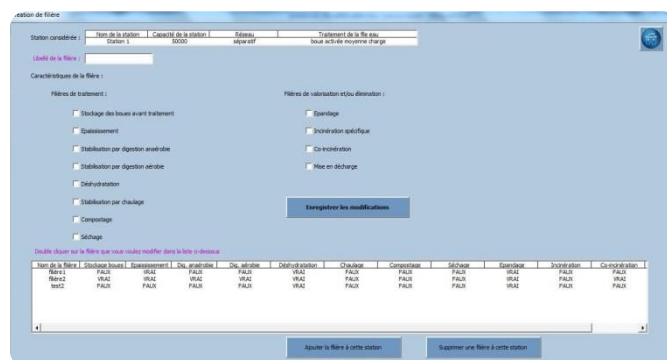 eation de filière
Station considérée :
Nom de la station Capacité de la station Réseau Traitement de la file eau
Station 1 50000 séparatif boue activée moyenne charge
Libellé de la filière :
Caractéristiques de la filière :
Filières de traitement : Filières de valorisation et/ou élimination :
Stockage des boues avant traitement Epandage
Epaississement Incinération spécifique
Stabilisation par digestion anaérobie Co-incinération
Stabilisation par digestion aérobie Mise en décharge
Déshydratation
Stabilisation par chaulage
Enregistrer les modifications
Compostage
Séchage
Double cliquer sur la filière que vous voulez modifier dans la liste ci-dessous
Nom de la filière Stockage boues Epaississement Dig. anaérobie Dig. aérobie Déshydratation Chaulage Compostage Séchage Epandage Incinération Co-incinération
filière1 FAUX VRAI FAUX FAUX VRAI FAUX FAUX FAUX VRAI FAUX FAUX
filière2 VRAI VRAI VRAI VRAI VRAI FAUX FAUX FAUX VRAI FAUX VRAI
test2 FAUX FAUX FAUX FAUX VRAI FAUX FAUX FAUX VRAI FAUX FAUX
Ajouter la filière à cette station Supprimer une filière à cette station